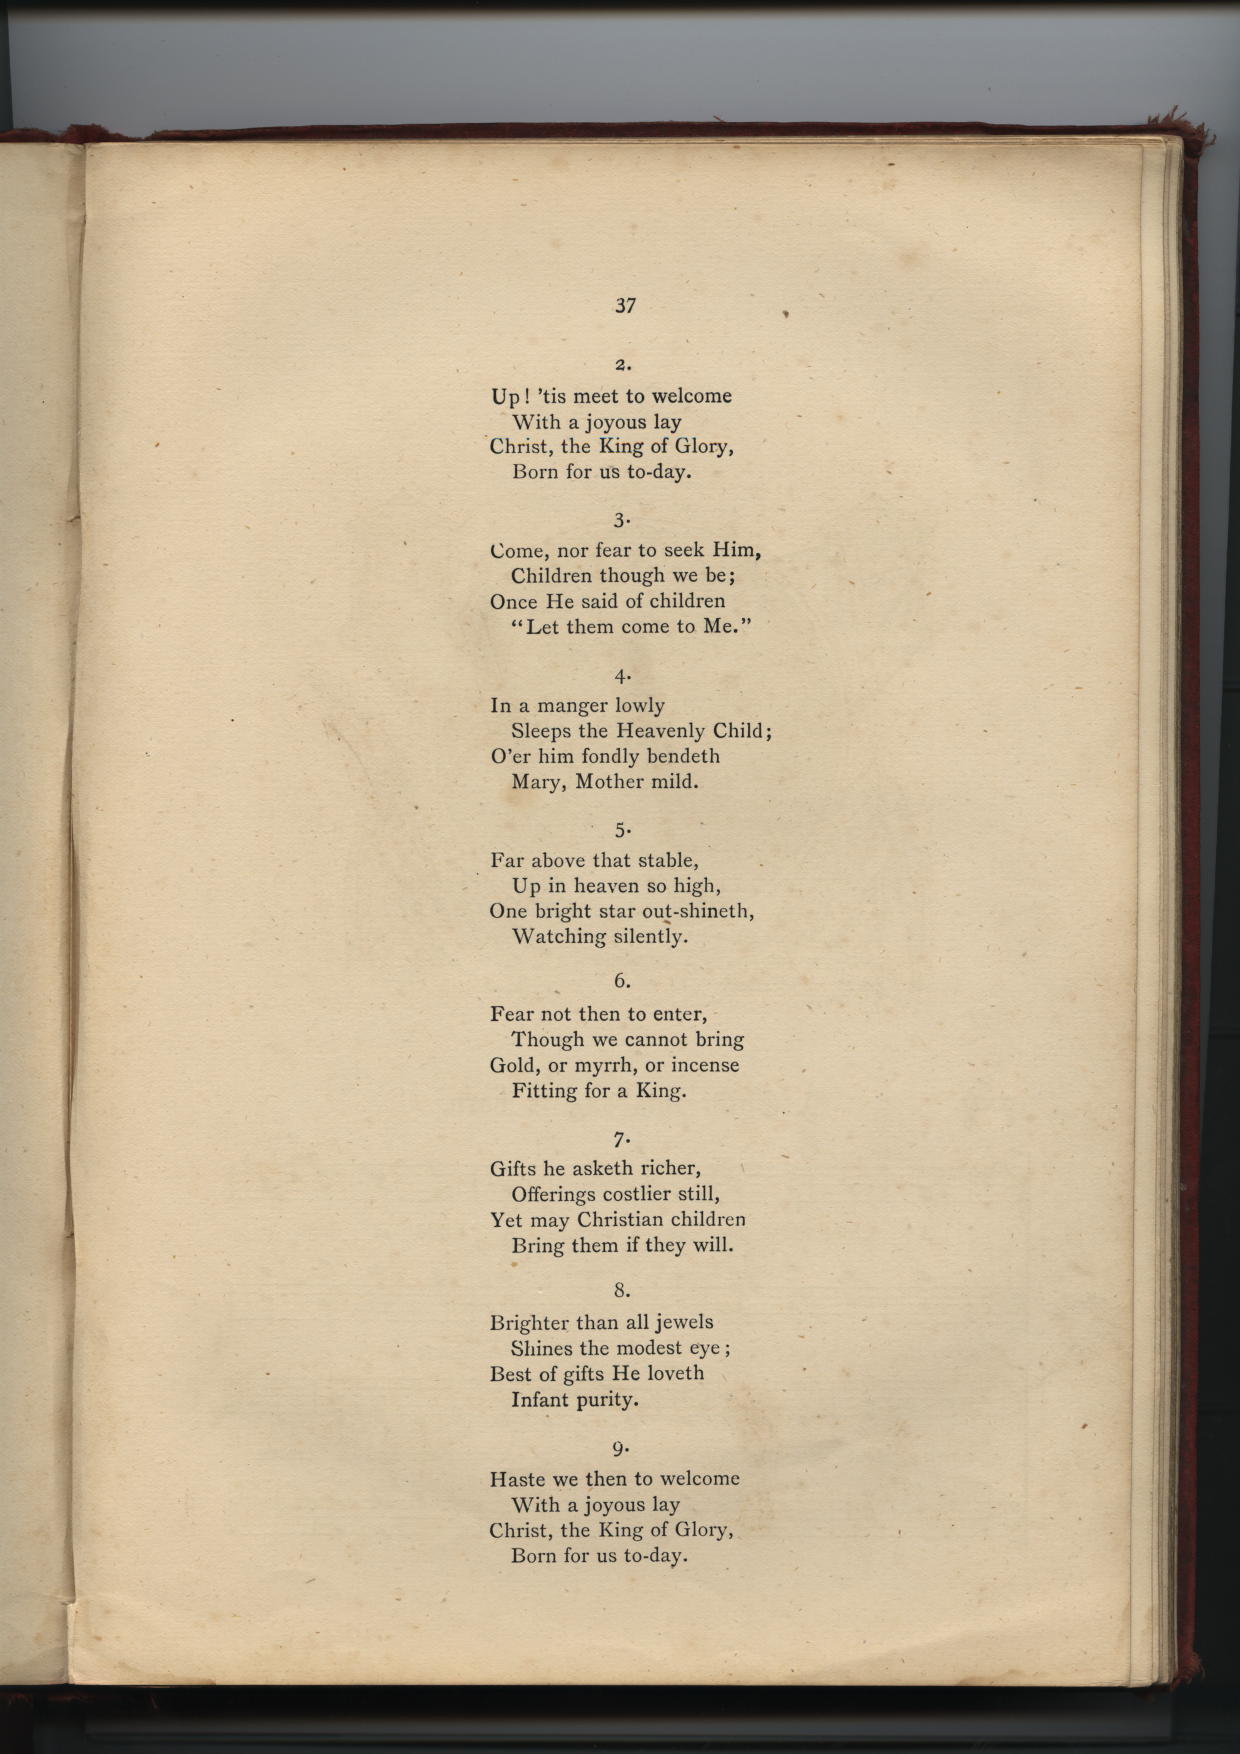 37
2.
Up! 'tis meet to welcome
With a joyous lay
Christ, the King of Glory,
Born for us to-day.
3.
Come, nor fear to seek Him,
Children though we be;
Once He said of children
“Let them come to Me.”
4.
In a manger lowly
Sleeps the Heavenly Child;
O'er him fondly bendeth
Mary, Mother mild.
5.
Far above that stable,
Up in heaven so high,
One bright star out-shineth,
Watching silently.
6.
Fear not then to enter,
Though we cannot bring
Gold, or myrrh, or incense
Fitting for a King.
7.
Gifts he asketh richer,
Offerings costlier still,
Yet may Christian children
Bring them if they will.
8.
Brighter than all jewels
Shines the modest eye;
Best of gifts He loveth
Infant purity.
9.
Haste we then to welcome
With a joyous lay
Christ, the King of Glory,
Born for us to-day.